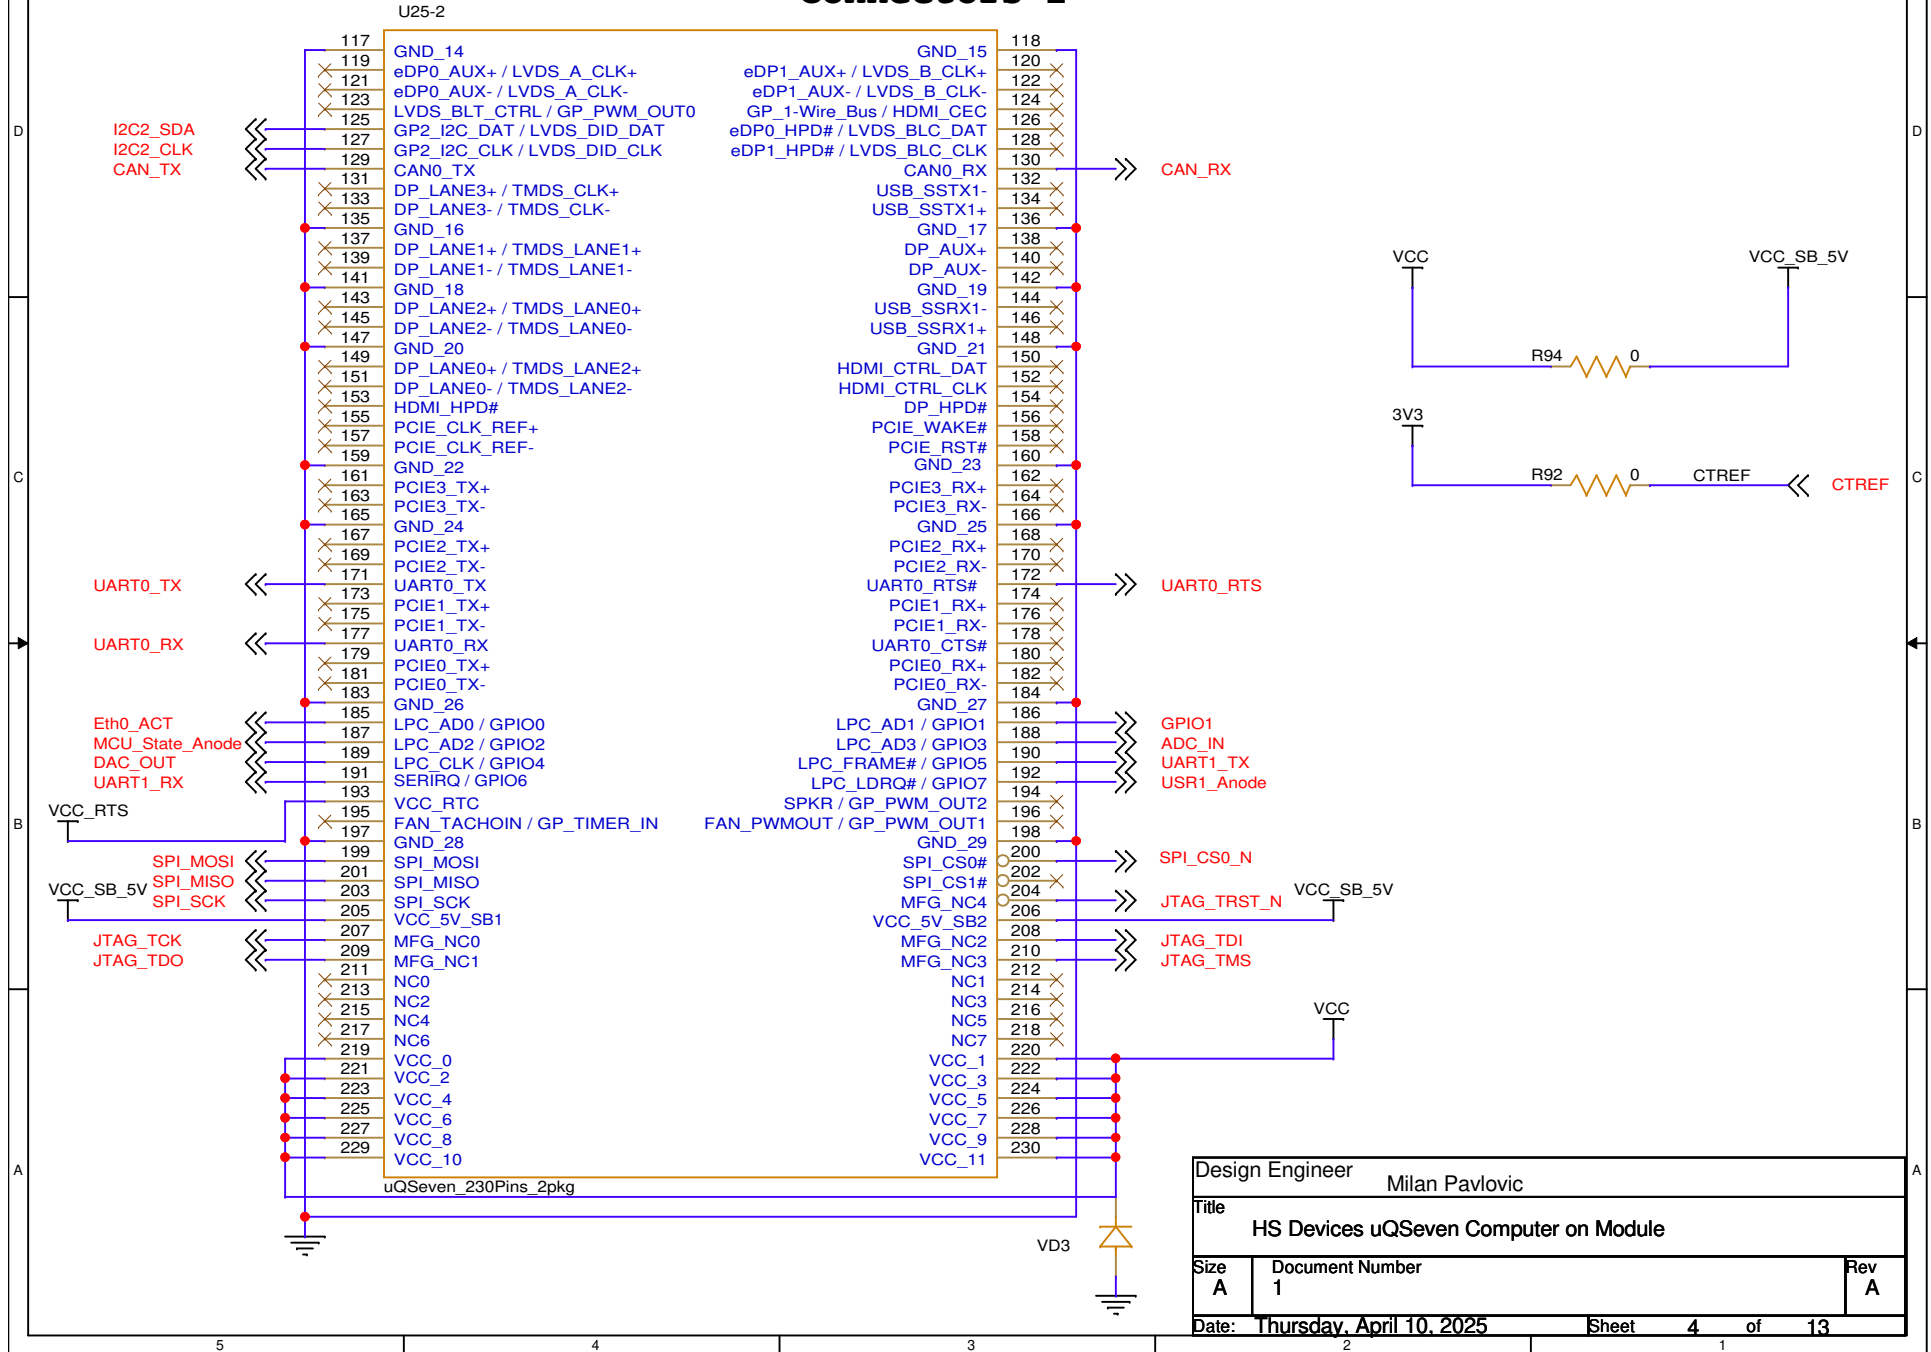 U25-2
117 GND_14 GND_15 118
119 eDP0_AUX+ / LVDS_A_CLK+ eDP1_AUX+ / LVDS_B_CLK+ 120
121 eDP0_AUX- / LVDS_A_CLK- eDP1_AUX- / LVDS_B_CLK- 122
123 LVDS_BLT_CTRL / GP_PWM_OUT0 GP_1-Wire_Bus / HDMI_CEC 124
D I2C2_SDA 125 GP2_I2C_DAT / LVDS_DID_DAT eDP0_HPD# / LVDS_BLC_DAT 126 D
I2C2_CLK 127 GP2_I2C_CLK / LVDS_DID_CLK eDP1_HPD# / LVDS_BLC_CLK 128
CAN_TX 129 CAN0_TX CAN0_RX 130 CAN_RX
131 DP_LANE3+ / TMDS_CLK+ USB_SSTX1- 132
133 DP_LANE3- / TMDS_CLK- USB_SSTX1+ 134
135 GND_16 GND_17 136
137 DP_LANE1+ / TMDS_LANE1+ DP_AUX+ 138
VCC VCC_SB_5V
139 DP_LANE1- / TMDS_LANE1- DP_AUX- 140
141 GND_18 GND_19 142
143 DP_LANE2+ / TMDS_LANE0+ USB_SSRX1- 144
145 DP_LANE2- / TMDS_LANE0- USB_SSRX1+ 146
147 GND_20 GND_21 148
R94 0
149 DP_LANE0+ / TMDS_LANE2+ HDMI_CTRL_DAT 150
151 DP_LANE0- / TMDS_LANE2- HDMI_CTRL_CLK 152
153 HDMI_HPD# DP_HPD# 154
3V3
155 PCIE_CLK_REF+ PCIE_WAKE# 156
157 PCIE_CLK_REF- PCIE_RST# 158
159 GND_22 GND_23 160
C R92 0 CTREF CTREF C
161 PCIE3_TX+ PCIE3_RX+ 162
163 PCIE3_TX- PCIE3_RX- 164
165 GND_24 GND_25 166
167 PCIE2_TX+ PCIE2_RX+ 168
169 PCIE2_TX- PCIE2_RX- 170
UART0_TX 171 UART0_TX UART0_RTS# 172 UART0_RTS
173 PCIE1_TX+ PCIE1_RX+ 174
175 PCIE1_TX- PCIE1_RX- 176
UART0_RX 177 UART0_RX UART0_CTS# 178
179 PCIE0_TX+ PCIE0_RX+ 180
181 PCIE0_TX- PCIE0_RX- 182
183 GND_26 GND_27 184
Eth0_ACT 185 LPC_AD0 / GPIO0 LPC_AD1 / GPIO1 186 GPIO1
MCU_State_Anode 187 LPC_AD2 / GPIO2 LPC_AD3 / GPIO3 188 ADC_IN
DAC_OUT 189 LPC_CLK / GPIO4 LPC_FRAME# / GPIO5 190 UART1_TX
UART1_RX 191 SERIRQ / GPIO6 LPC_LDRQ# / GPIO7 192 USR1_Anode
VCC_RTS 193 VCC_RTC SPKR / GP_PWM_OUT2 194
B 195 FAN_TACHOIN / GP_TIMER_IN FAN_PWMOUT / GP_PWM_OUT1 196 B
197 GND_28 GND_29 198
SPI_MOSI 199 SPI_MOSI SPI_CS0# 200 SPI_CS0_N
SPI_MISO 201 SPI_MISO SPI_CS1# 202
VCC_SB_5V VCC_SB_5V
SPI_SCK 203 SPI_SCK MFG_NC4 204 JTAG_TRST_N
205 VCC_5V_SB1 VCC_5V_SB2 206
JTAG_TCK 207 MFG_NC0 MFG_NC2 208 JTAG_TDI
JTAG_TDO 209 MFG_NC1 MFG_NC3 210 JTAG_TMS
211 NC0 NC1 212
213 NC2 NC3 214
215 NC4 NC5 216 VCC
217 NC6 NC7 218
219 VCC_0 VCC_1 220
221 VCC_2 VCC_3 222
223 VCC_4 VCC_5 224
225 VCC_6 VCC_7 226
227 VCC_8 VCC_9 228
229 VCC_10 VCC_11 230
A A
uQSeven_230Pins_2pkg
VD3
Design Engineer Milan Pavlovic
Title
HS Devices uQSeven Computer on Module
Size Document Number Rev
A 1 A
Date: Thursday, April 10, 2025 Sheet 4 of 13
5 4 3 2 1